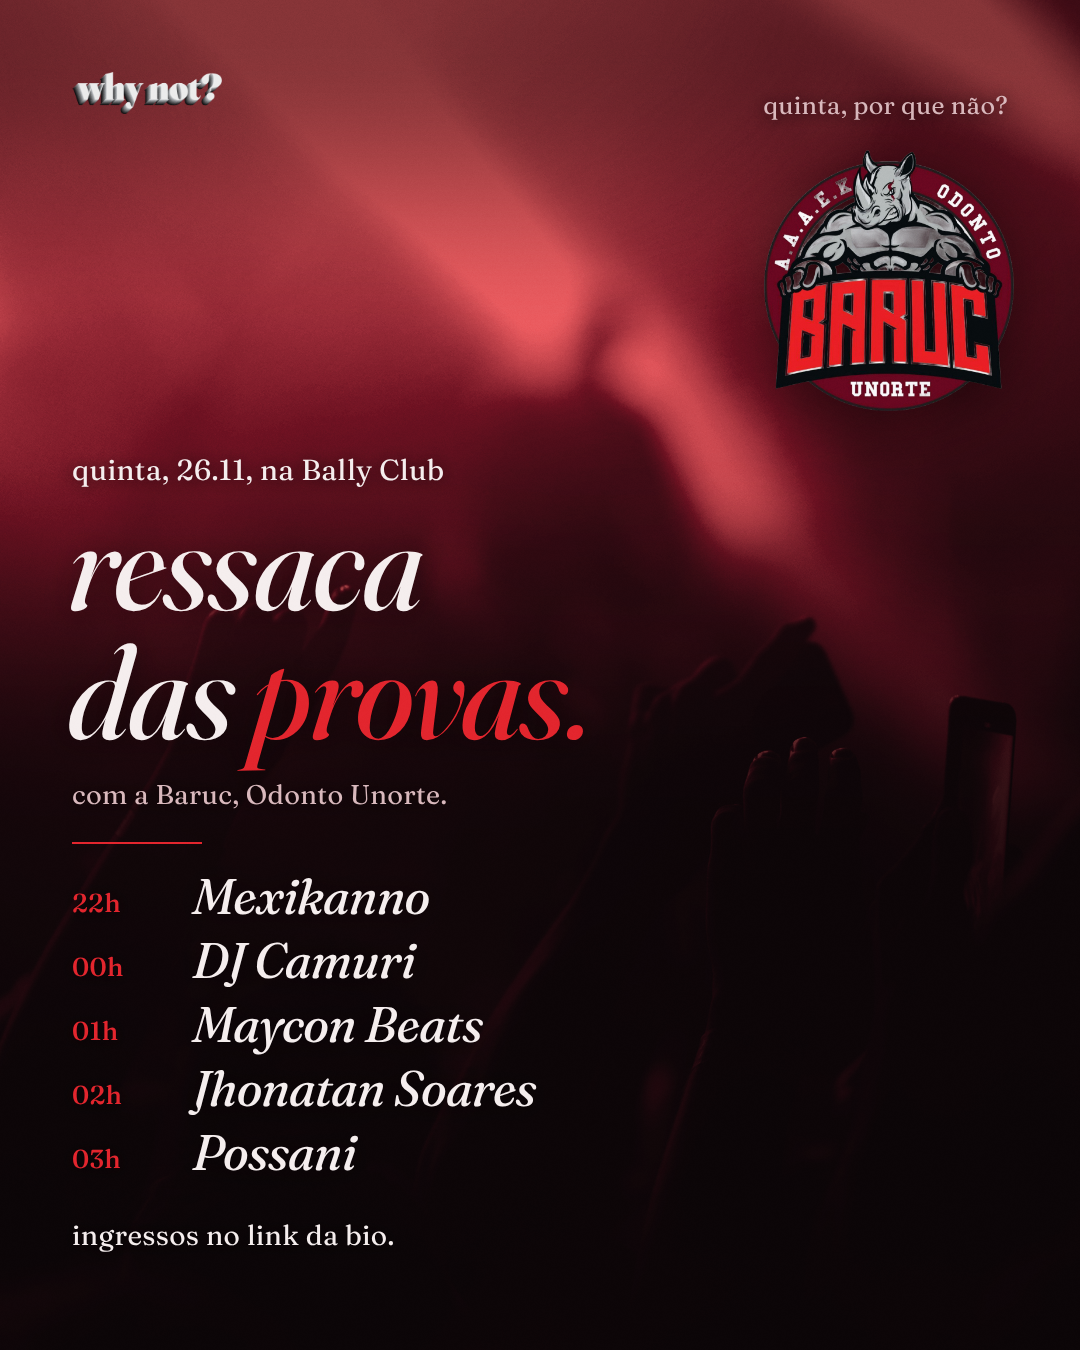 why not?
quinta, por que não?
A.A.A.E.K ODONTO
BARUC
UNORTE
quinta, 26.11, na Bally Club
ressaca
das provas.
com a Baruc, Odonto Unorte.
22h Mexikanno
00h DJ Camuri
01h Maycon Beats
02h Jhonatan Soares
03h Possani
ingressos no link da bio.